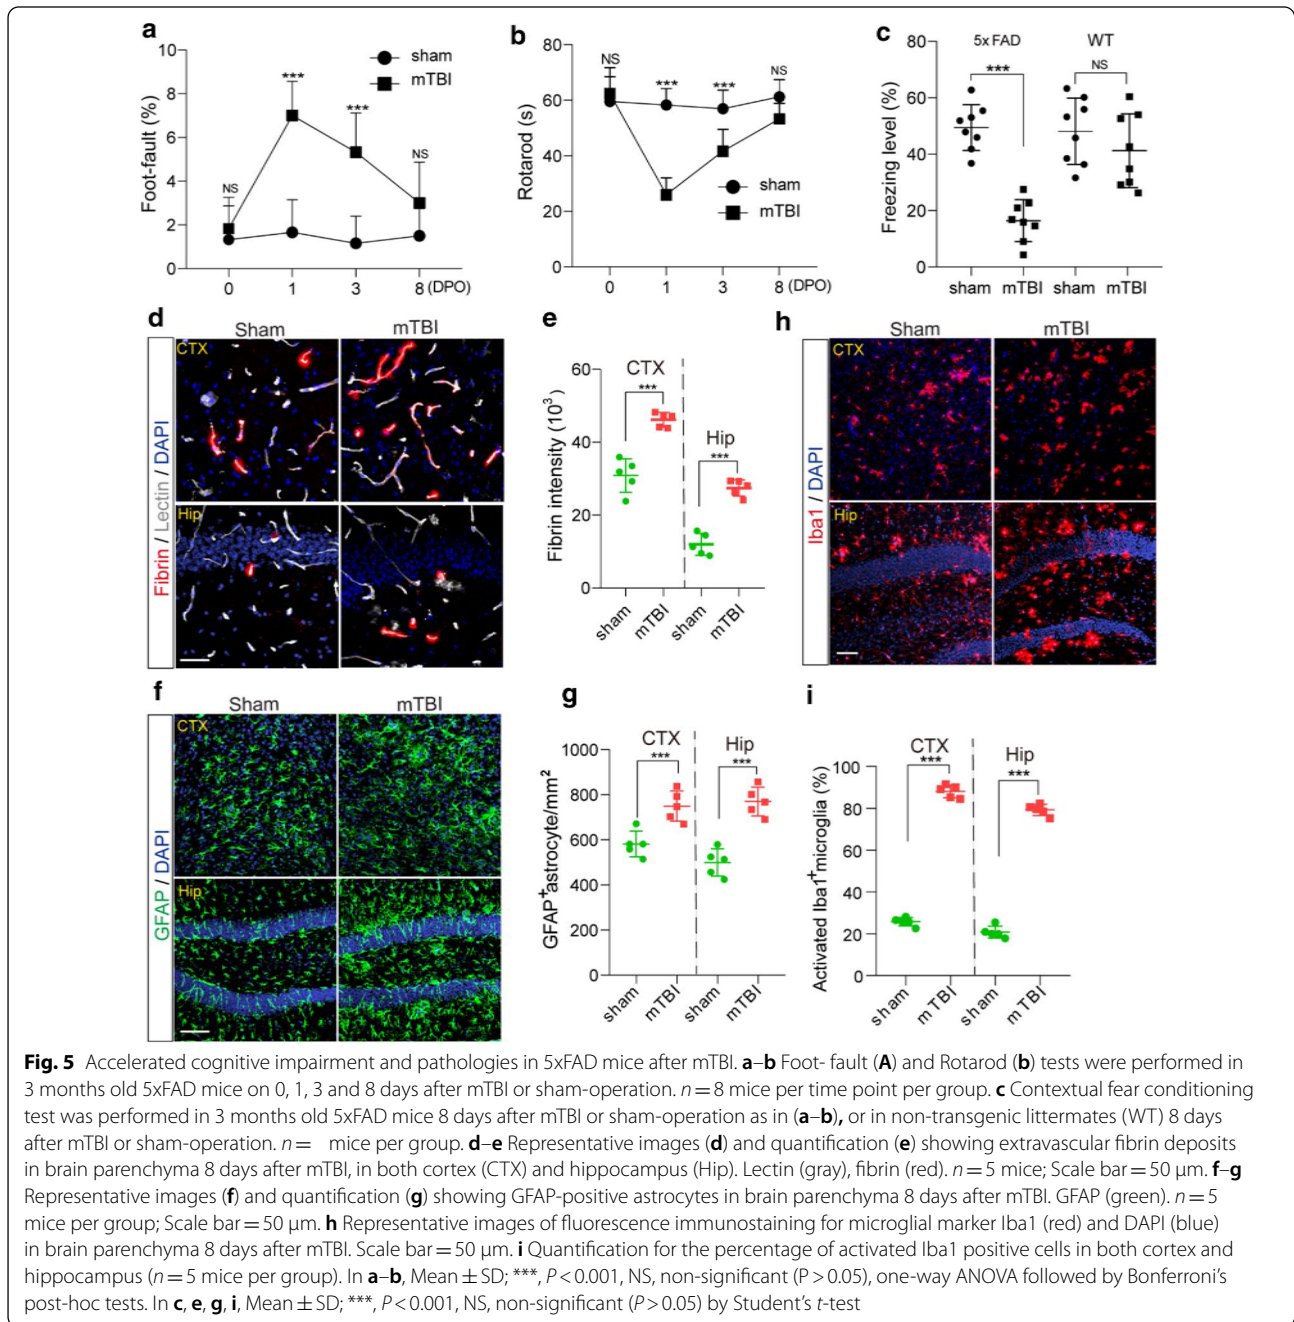 a
Foot-fault (%)
10
8
6
4
2
0
sham
mTBI
NS
***
***
NS
0 1 3 8 (DPO)
b
Rotarod (s)
80
60
40
20
0
NS
***
***
NS
sham
mTBI
0 1 3 8 (DPO)
c
Freezing level (%)
80
60
40
20
0
5x FAD WT
*** NS
sham mTBI sham mTBI
d
Sham mTBI
CTX
Hip
Fibrin / Lectin / DAPI
e
Fibrin intensity (10³)
60
40
20
0
CTX
***
Hip
***
sham mTBI sham mTBI
h
Sham mTBI
CTX
Hip
Iba1 / DAPI
f
Sham mTBI
CTX
Hip
GFAP / DAPI
g
GFAP⁺astrocyte/mm²
1000
800
600
400
200
0
CTX Hip
*** ***
sham mTBI sham mTBI
i
Activated Iba1⁺microglia (%)
100
80
60
40
20
0
CTX Hip
*** ***
sham mTBI sham mTBI
Fig. 5 Accelerated cognitive impairment and pathologies in 5xFAD mice after mTBI. a–b Foot- fault (A) and Rotarod (b) tests were performed in
3 months old 5xFAD mice on 0, 1, 3 and 8 days after mTBI or sham-operation. n = 8 mice per time point per group. c Contextual fear conditioning
test was performed in 3 months old 5xFAD mice 8 days after mTBI or sham-operation as in (a–b), or in non-transgenic littermates (WT) 8 days
after mTBI or sham-operation. n = mice per group. d–e Representative images (d) and quantification (e) showing extravascular fibrin deposits
in brain parenchyma 8 days after mTBI, in both cortex (CTX) and hippocampus (Hip). Lectin (gray), fibrin (red). n = 5 mice; Scale bar = 50 μm. f–g
Representative images (f) and quantification (g) showing GFAP-positive astrocytes in brain parenchyma 8 days after mTBI. GFAP (green). n = 5
mice per group; Scale bar = 50 μm. h Representative images of fluorescence immunostaining for microglial marker Iba1 (red) and DAPI (blue)
in brain parenchyma 8 days after mTBI. Scale bar = 50 μm. i Quantification for the percentage of activated Iba1 positive cells in both cortex and
hippocampus (n = 5 mice per group). In a–b, Mean ± SD; ***, P < 0.001, NS, non-significant (P > 0.05), one-way ANOVA followed by Bonferroni's
post-hoc tests. In c, e, g, i, Mean ± SD; ***, P < 0.001, NS, non-significant (P > 0.05) by Student's t-test